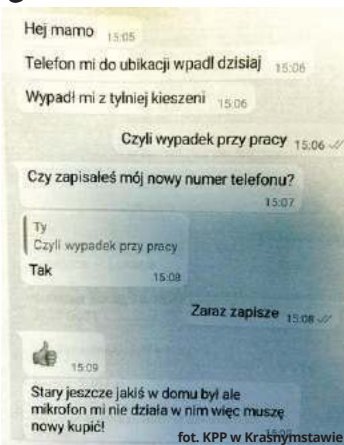 Hej mamo 15:05
Telefon mi do ubikacji wpadl dzisiaj 15:06
Wypadł mi z tylniej kieszeni 15:06
Czyli wypadek przy pracy 15:06
Czy zapisałeś mój nowy numer telefonu?
15:07
Ty
Czyli wypadek przy pracy
Tak 15:08
Zaraz zapisze 15:08
15:09
Stary jeszcze jakiś w domu był ale
mikrofon mi nie działa w nim więc muszę
nowy kupić!
fot. KPP w Krasnymstawie